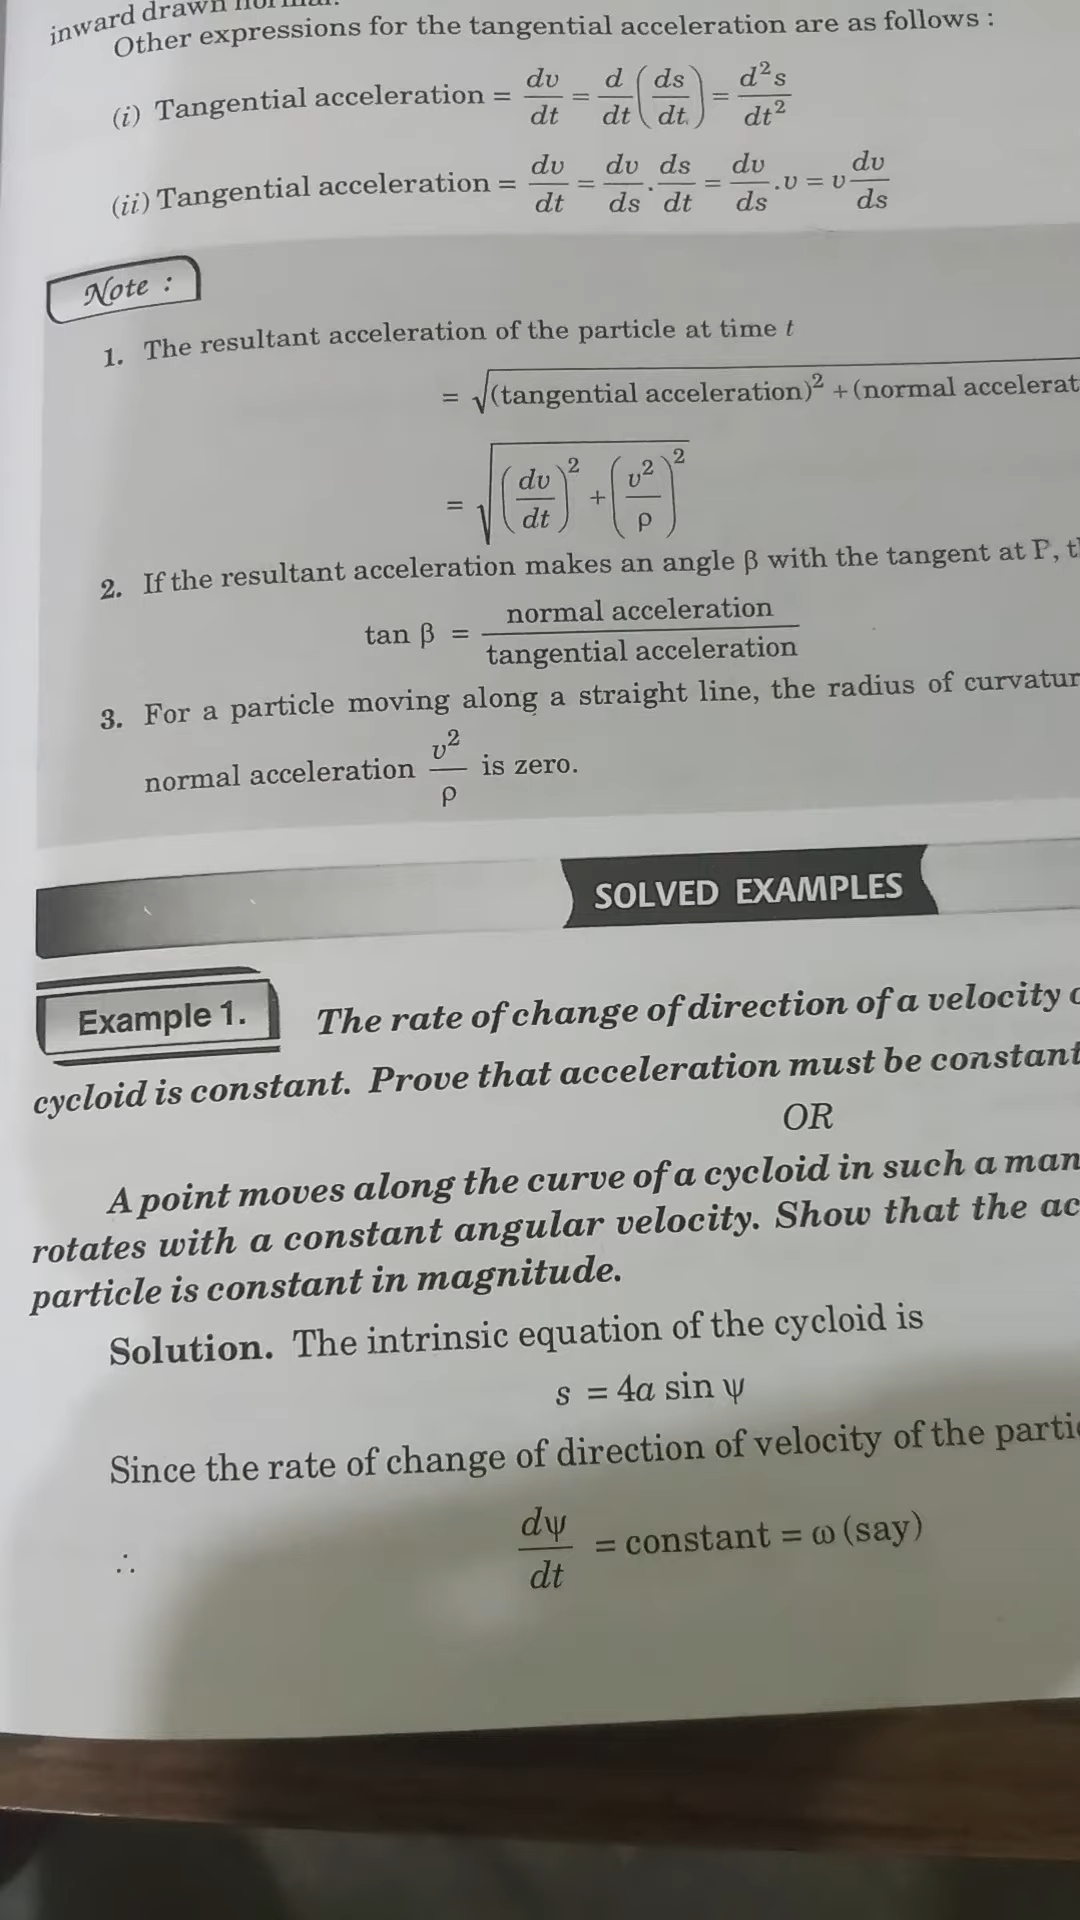 inward drawn normal.
Other expressions for the tangential acceleration are as follows :
(i) Tangential acceleration = dv/dt = d/dt (ds/dt) = d²s/dt²
(ii) Tangential acceleration = dv/dt = dv/ds . ds/dt = dv/ds . v = v dv/ds
Note :
1. The resultant acceleration of the particle at time t
= √(tangential acceleration)² + (normal accelerat
= √(dv/dt)² + (v²/ρ)²
2. If the resultant acceleration makes an angle β with the tangent at P, t
tan β = normal acceleration / tangential acceleration
3. For a particle moving along a straight line, the radius of curvatur
normal acceleration v²/ρ is zero.
SOLVED EXAMPLES
Example 1. The rate of change of direction of a velocity
cycloid is constant. Prove that acceleration must be constant
OR
A point moves along the curve of a cycloid in such a man
rotates with a constant angular velocity. Show that the ac
particle is constant in magnitude.
Solution. The intrinsic equation of the cycloid is
s = 4a sin ψ
Since the rate of change of direction of velocity of the parti
∴ dψ/dt = constant = ω (say)